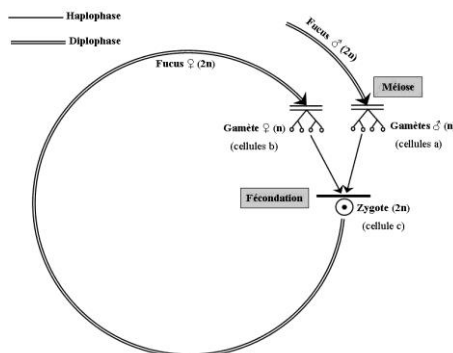 Haplophase
Diplophase
Fucus ♀ (2n)
Fucus ♂ (2n)
Méiose
Gamète ♀ (n)
(cellules b)
Gamètes ♂ (n
(cellules a)
Fécondation
Zygote (2n)
(cellule c)